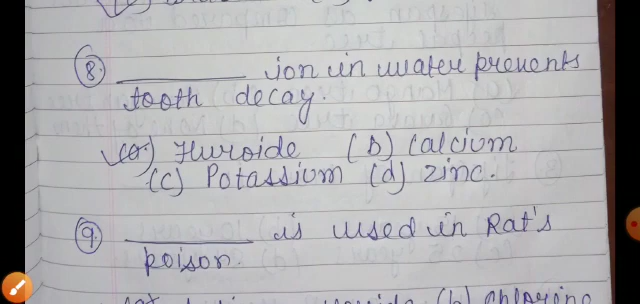 (8.) ________ ion in water prevents
tooth decay.
(a) Fluroide (b) Calcium
(c) Potassium (d) zinc.
(9.) ________ is used in Rat's
poison.
(b) chlorine